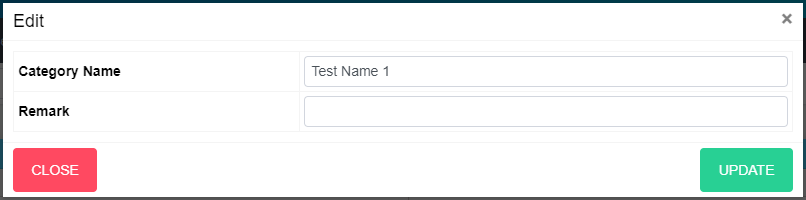 Edit ×
Category Name Test Name 1
Remark
CLOSE UPDATE